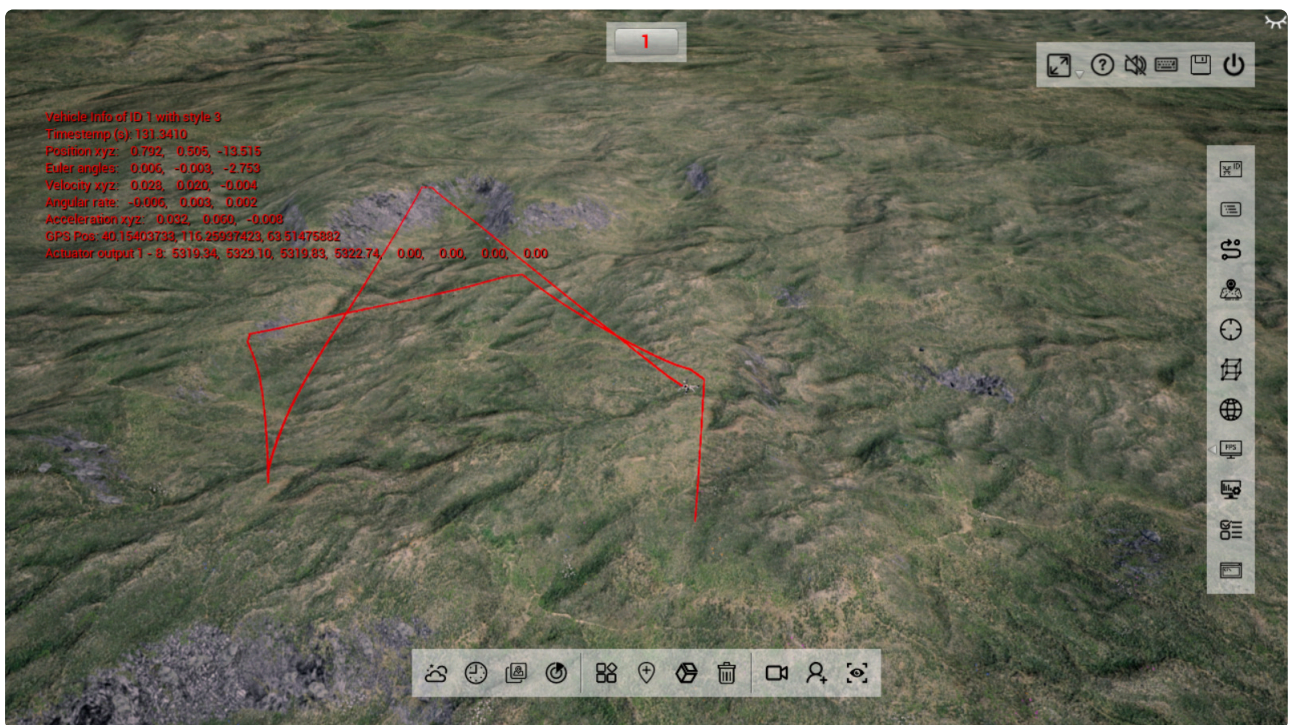 1
Vehicle Info of ID 1 with style 3
Timestemp (s): 131.3410
Position xyz: 0.792, 0.505, -13.515
Euler angles: 0.006, -0.003, -2.753
Velocity xyz: 0.028, 0.020, -0.004
Angular rate: -0.006, 0.003, 0.002
Acceleration xyz: 0.032, 0.060, -0.008
GPS Pos: 40.15403733, 116.25937423, 63.51475882
Actuator output 1 - 8: 5319.34, 5329.10, 5319.83, 5322.74, 0.00, 0.00, 0.00, 0.00
ID
FPS